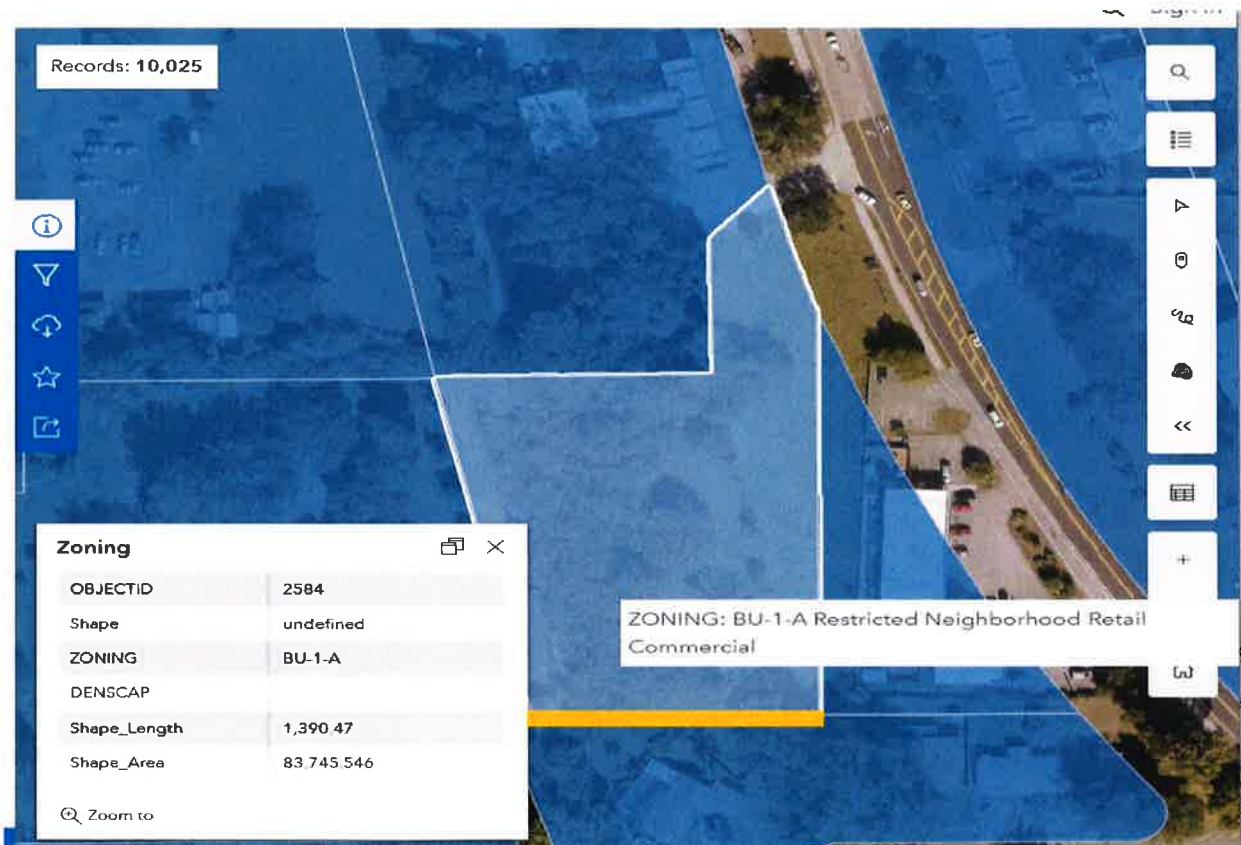 Records: 10,025
Zoning
OBJECTID 2584
Shape undefined
ZONING BU-1-A
DENSCAP
Shape_Length 1,390.47
Shape_Area 83,745.546
Zoom to
ZONING: BU-1-A Restricted Neighborhood Retail
Commercial